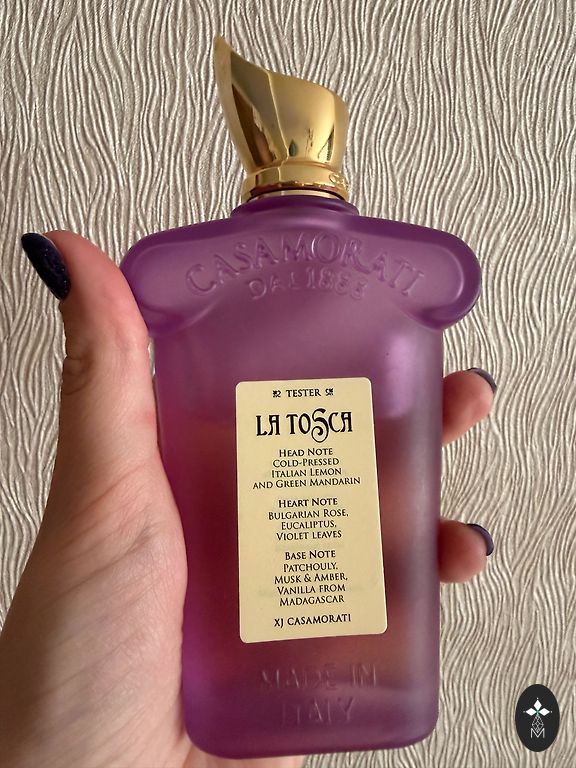 CASAMORATI
DAL 1888
TESTER
LA TOSCA
HEAD NOTE
COLD-PRESSED
ITALIAN LEMON
AND GREEN MANDARIN
HEART NOTE
BULGARIAN ROSE,
EUCALIPTUS,
VIOLET LEAVES
BASE NOTE
PATCHOULY,
MUSK & AMBER,
VANILLA FROM
MADAGASCAR
XJ CASAMORATI
MADE IN
ITALY
M